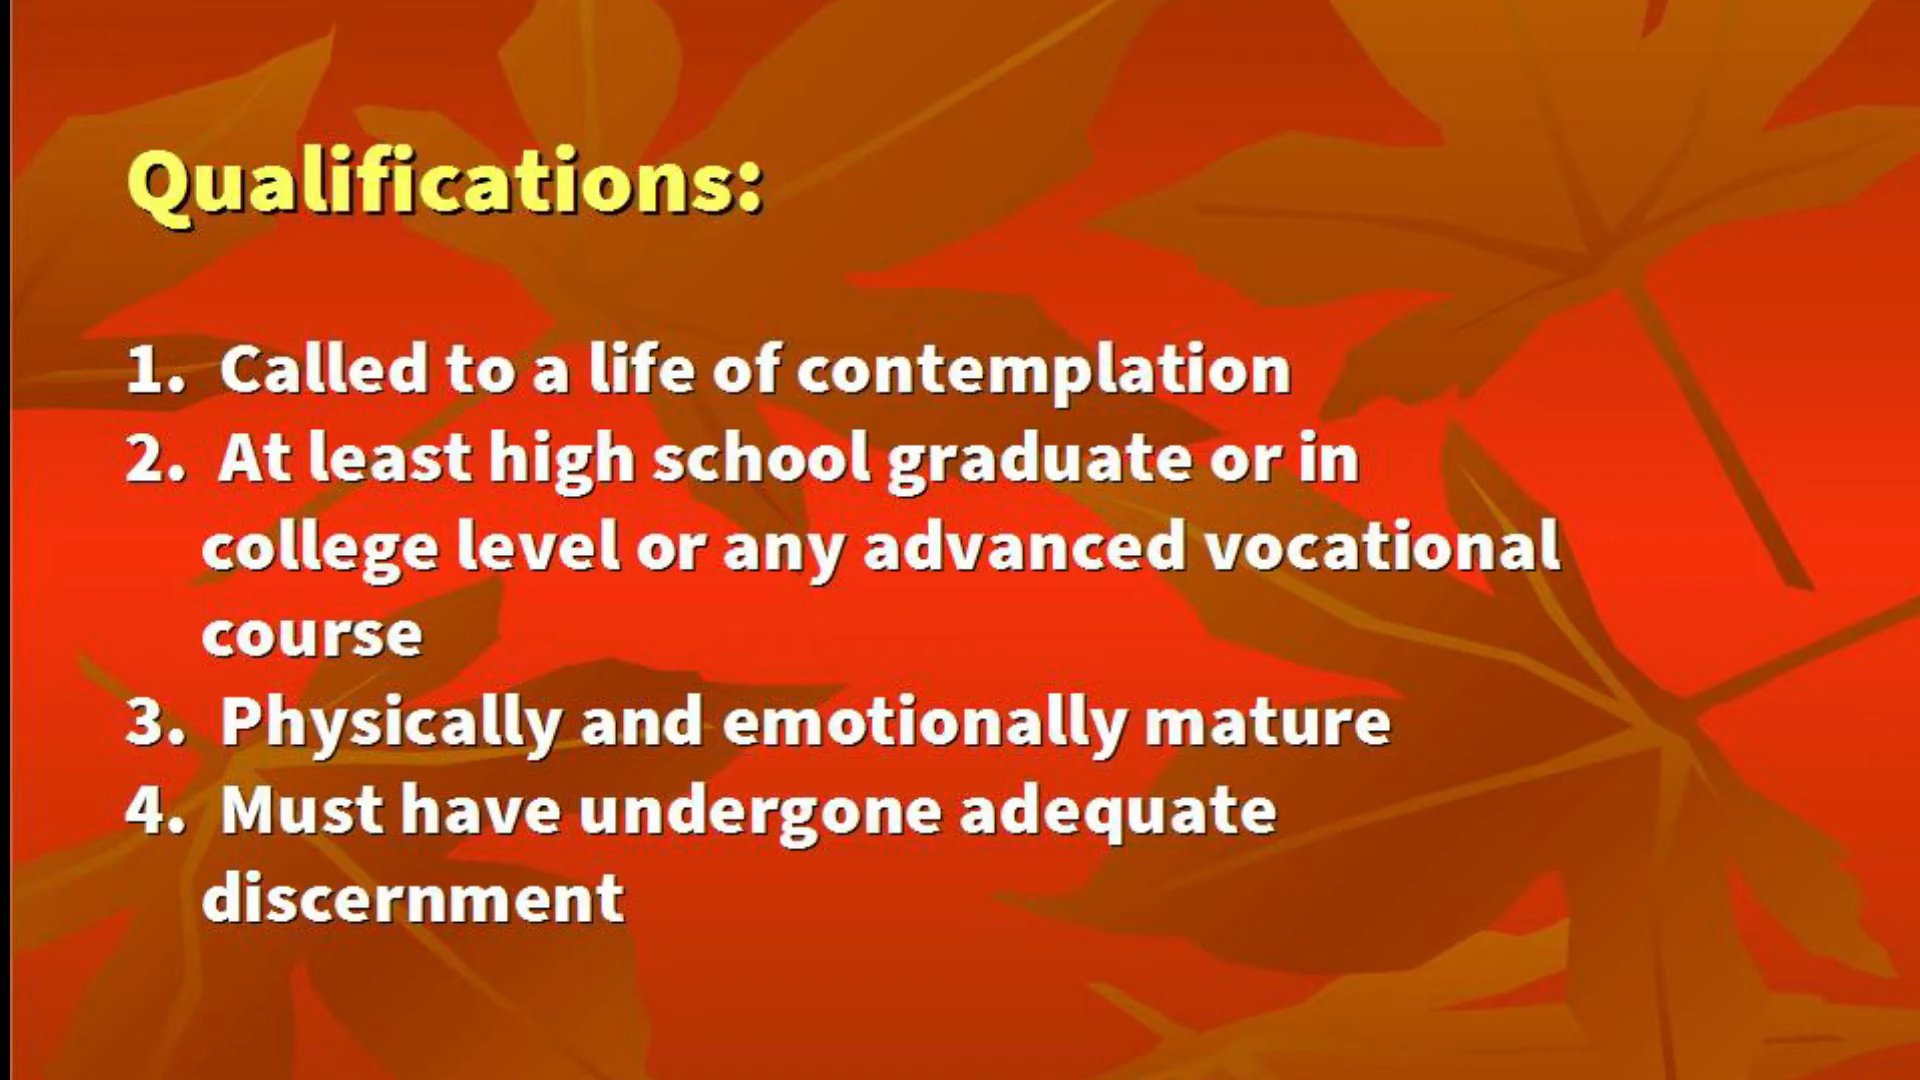 Qualifications:
1. Called to a life of contemplation
2. At least high school graduate or in
college level or any advanced vocational
course
3. Physically and emotionally mature
4. Must have undergone adequate
discernment